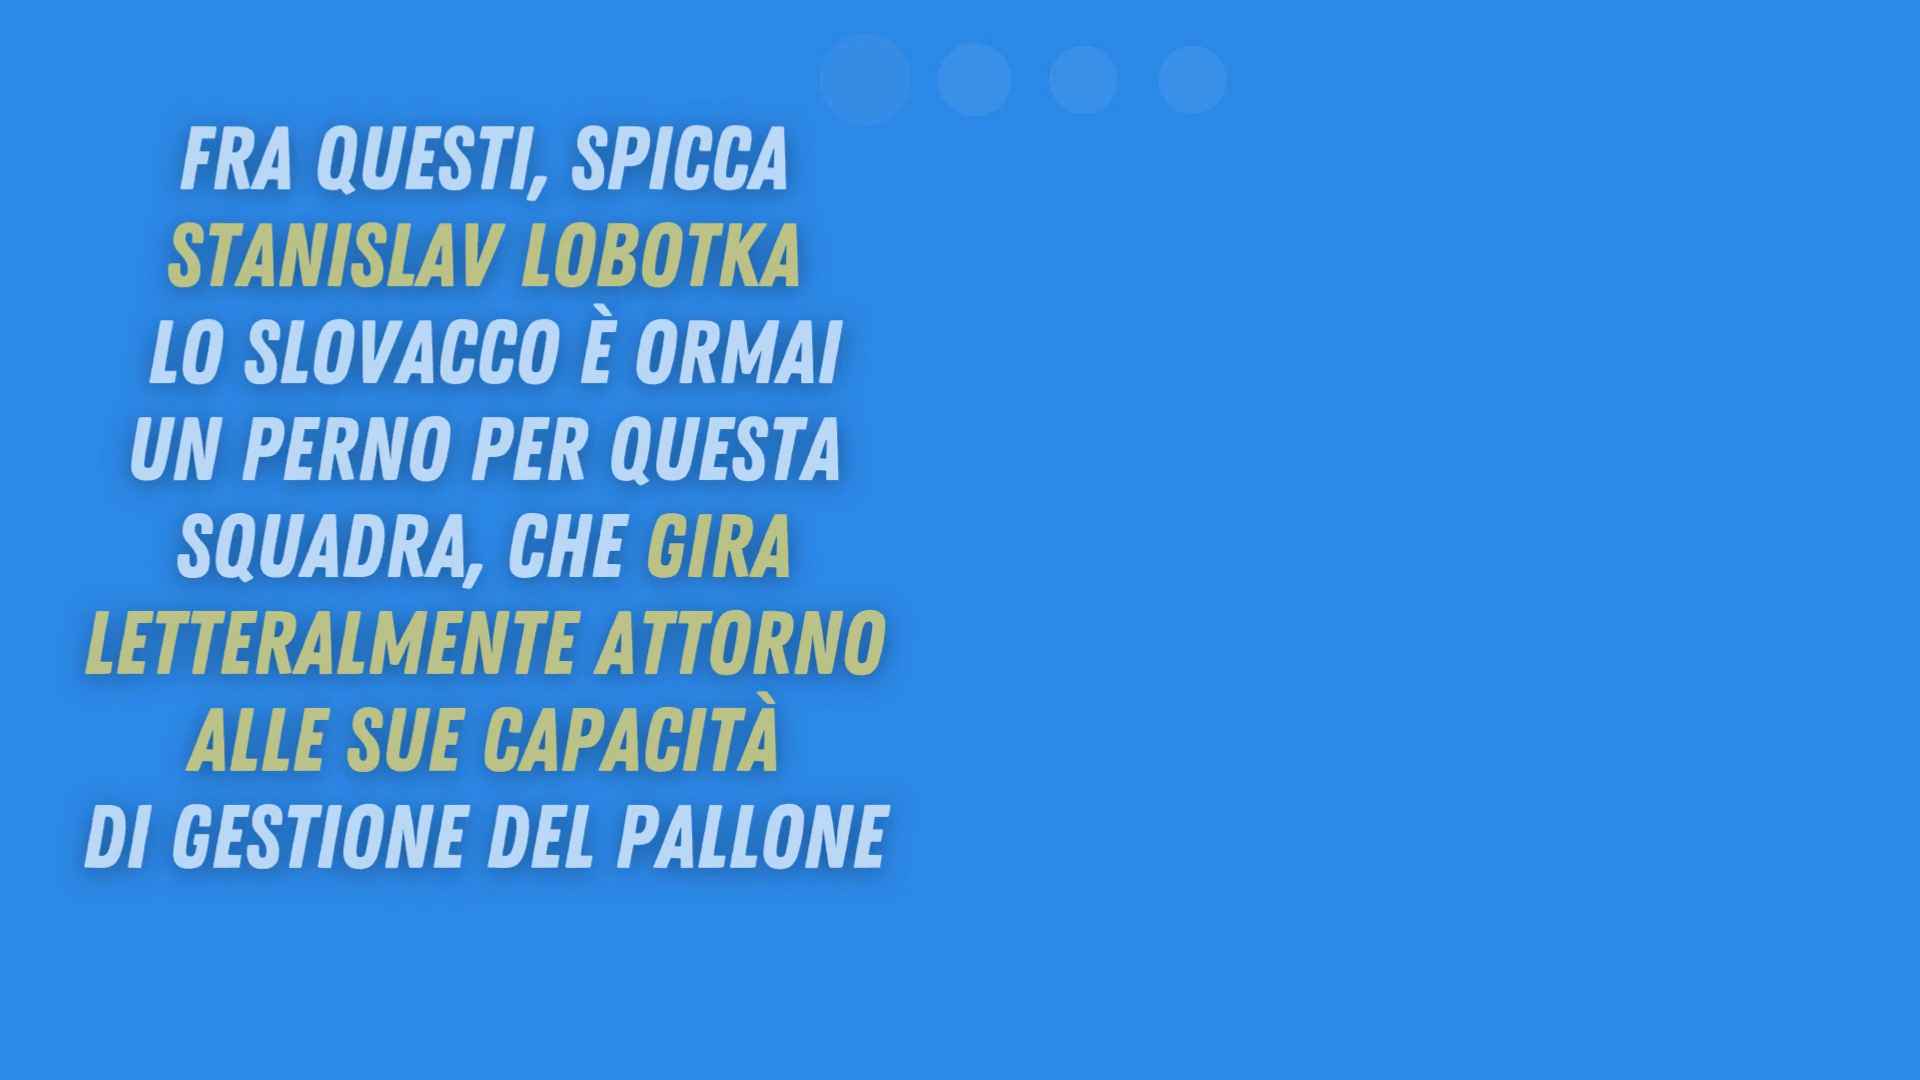 FRA QUESTI, SPICCA
STANISLAV LOBOTKA
LO SLOVACCO È ORMAI
UN PERNO PER QUESTA
SQUADRA, CHE GIRA
LETTERALMENTE ATTORNO
ALLE SUE CAPACITÀ
DI GESTIONE DEL PALLONE